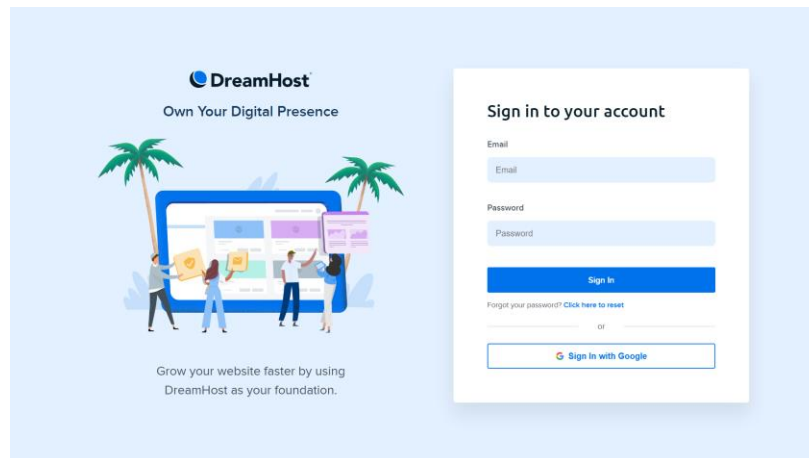 DreamHost
Own Your Digital Presence
Grow your website faster by using
DreamHost as your foundation.
Sign in to your account
Email
Email
Password
Password
Sign In
Forgot your password? Click here to reset
or
G Sign In with Google